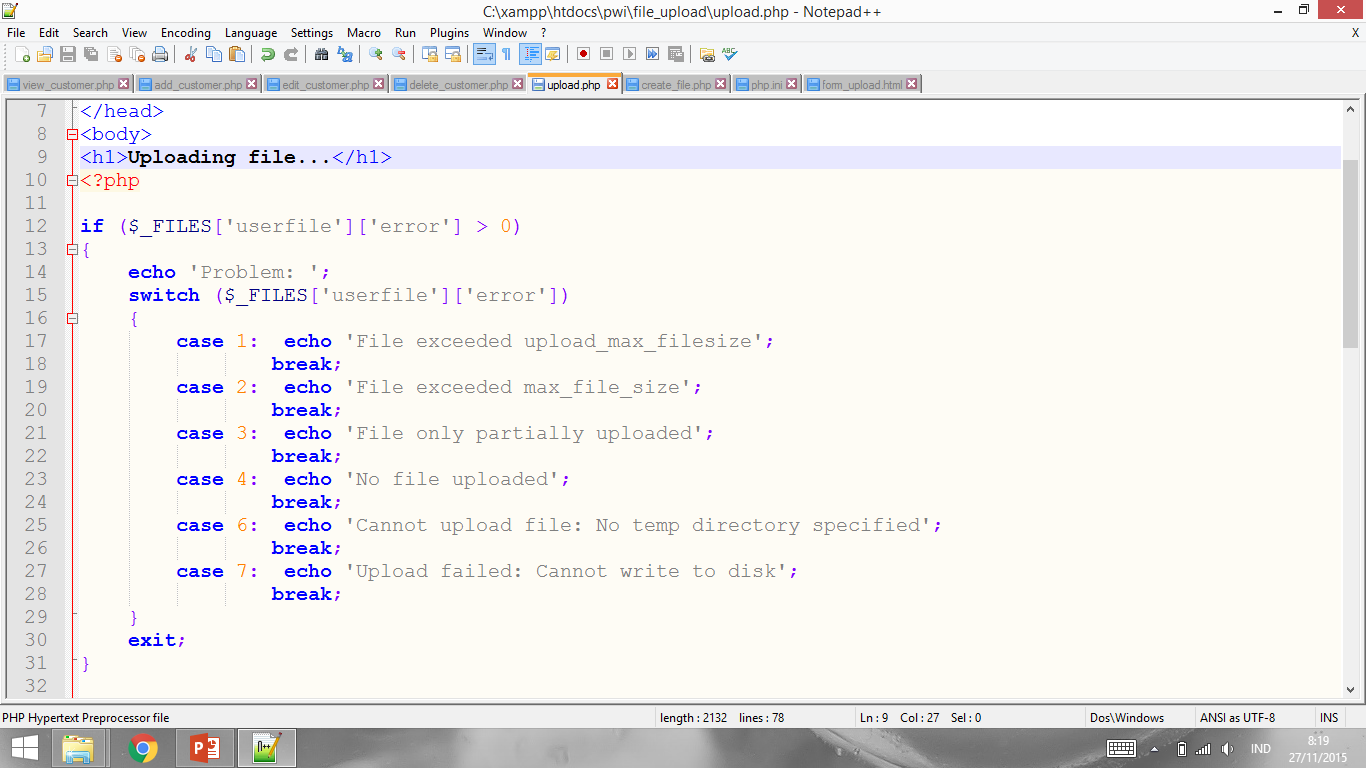 C:\xampp\htdocs\pwi\file_upload\upload.php - Notepad++
File Edit Search View Encoding Language Settings Macro Run Plugins Window ? X
view_customer.php add_customer.php edit_customer.php delete_customer.php upload.php create_file.php php.ini form_upload.html
7 </head>
8 <body>
9 <h1>Uploading file...</h1>
10 <?php
11
12 if ($_FILES['userfile']['error'] > 0)
13 {
14 echo 'Problem: ';
15 switch ($_FILES['userfile']['error'])
16 {
17 case 1: echo 'File exceeded upload_max_filesize';
18 break;
19 case 2: echo 'File exceeded max_file_size';
20 break;
21 case 3: echo 'File only partially uploaded';
22 break;
23 case 4: echo 'No file uploaded';
24 break;
25 case 6: echo 'Cannot upload file: No temp directory specified';
26 break;
27 case 7: echo 'Upload failed: Cannot write to disk';
28 break;
29 }
30 exit;
31 }
32
PHP Hypertext Preprocessor file length : 2132 lines : 78 Ln : 9 Col : 27 Sel : 0 Dos\Windows ANSI as UTF-8 INS
IND 8:19
27/11/2015